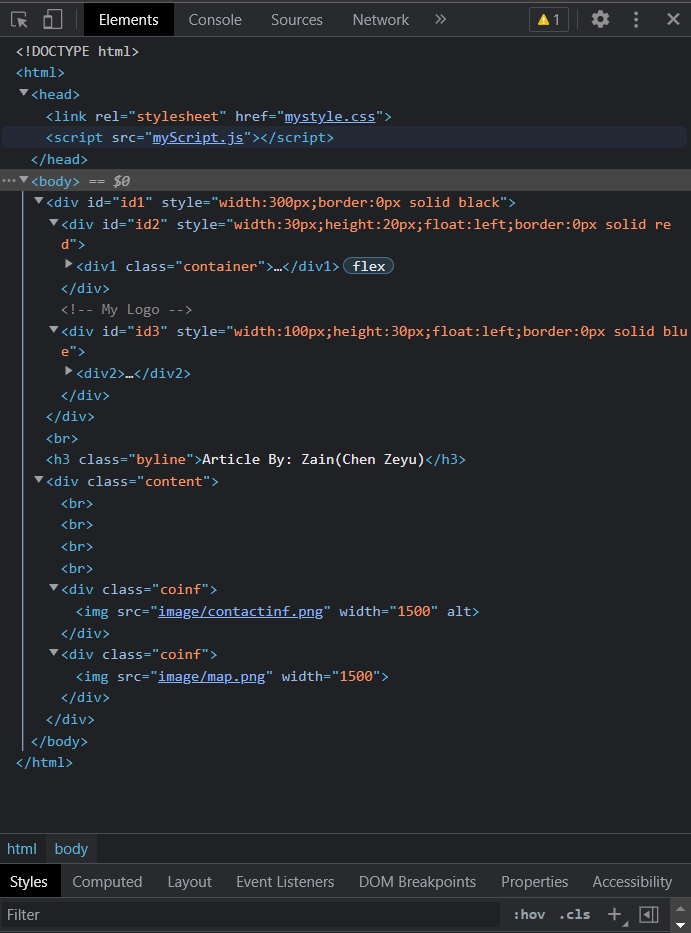 Elements Console Sources Network » 1
<!DOCTYPE html>
<html>
<head>
<link rel="stylesheet" href="mystyle.css">
<script src="myScript.js"></script>
</head>
<body> == $0
<div id="id1" style="width:300px;border:0px solid black">
<div id="id2" style="width:30px;height:20px;float:left;border:0px solid re
d">
<div1 class="container">…</div1> flex
</div>
<!-- My Logo -->
<div id="id3" style="width:100px;height:30px;float:left;border:0px solid blu
e">
<div2>…</div2>
</div>
</div>
<br>
<h3 class="byline">Article By: Zain(Chen Zeyu)</h3>
<div class="content">
<br>
<br>
<br>
<br>
<div class="coinf">
<img src="image/contactinf.png" width="1500" alt>
</div>
<div class="coinf">
<img src="image/map.png" width="1500">
</div>
</div>
</body>
</html>
html body
Styles Computed Layout Event Listeners DOM Breakpoints Properties Accessibility
Filter :hov .cls +